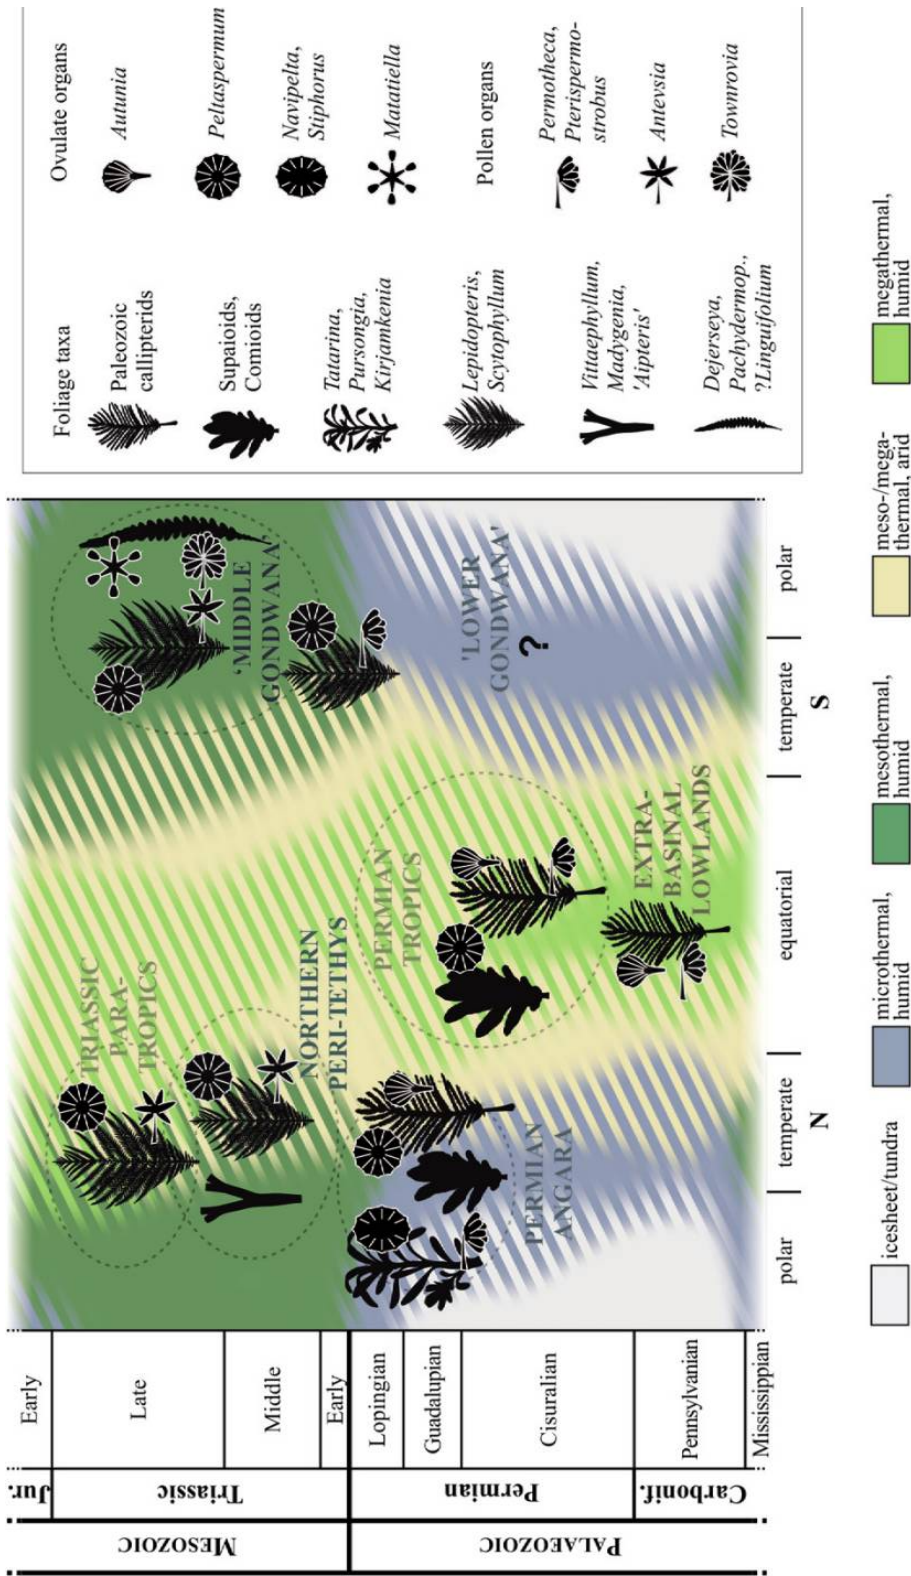 MESOZOIC
PALAEOZOIC
Jur.
Triassic
Permian
Carbonif.
Early
Late
Middle
Early
Lopingian
Guadalupian
Cisuralian
Pennsylvanian
Mississippian
TRIASSIC
PARA-
TROPICS
NORTHERN
PERI-TETHYS
'MIDDLE
GONDWANA'
PERMIAN
TROPICS
'LOWER
GONDWANA'
?
PERMIAN
ANGARA
EXTRA-
BASINAL
LOWLANDS
polar
temperate
equatorial
temperate
polar
N
S
Foliage taxa
Paleozoic
callipterids
Supaioids,
Comioids
Tatarina,
Pursongia,
Kirjamkenia
Lepidopteris,
Scytophyllum
Vittaephyllum,
Madygenia,
'Aipteris'
Dejerseya,
Pachydermop.,
?Linguifolium
Ovulate organs
Autunia
Peltaspermum
Navipelta,
Stiphorus
Matatiella
Pollen organs
Permotheca,
Pterispermo-
strobus
Antevsia
Townrovia
icesheet/tundra
microthermal,
humid
mesothermal,
humid
meso-/mega-
thermal, arid
megathermal,
humid